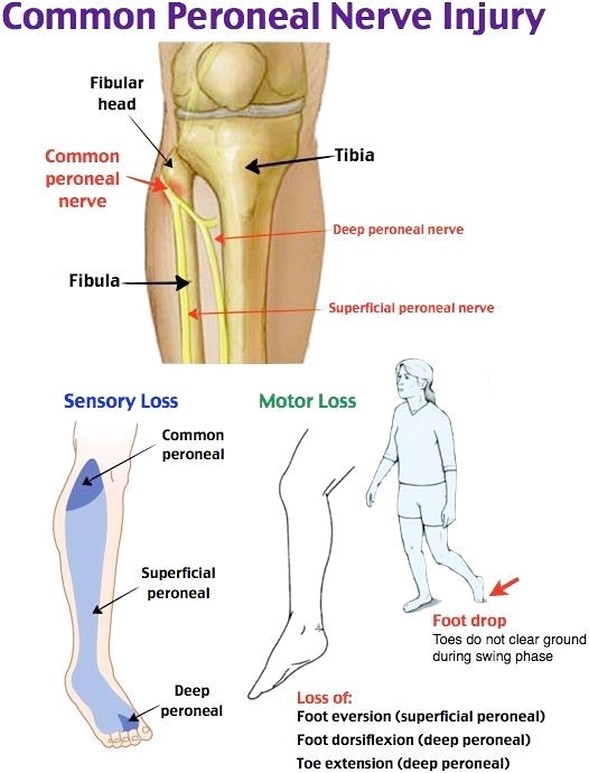 Common Peroneal Nerve Injury
Fibular
head
Common
peroneal
nerve
Tibia
Deep peroneal nerve
Fibula
Superficial peroneal nerve
Sensory Loss
Motor Loss
Common
peroneal
Superficial
peroneal
Deep
peroneal
Foot drop
Toes do not clear ground
during swing phase
Loss of:
Foot eversion (superficial peroneal)
Foot dorsiflexion (deep peroneal)
Toe extension (deep peroneal)